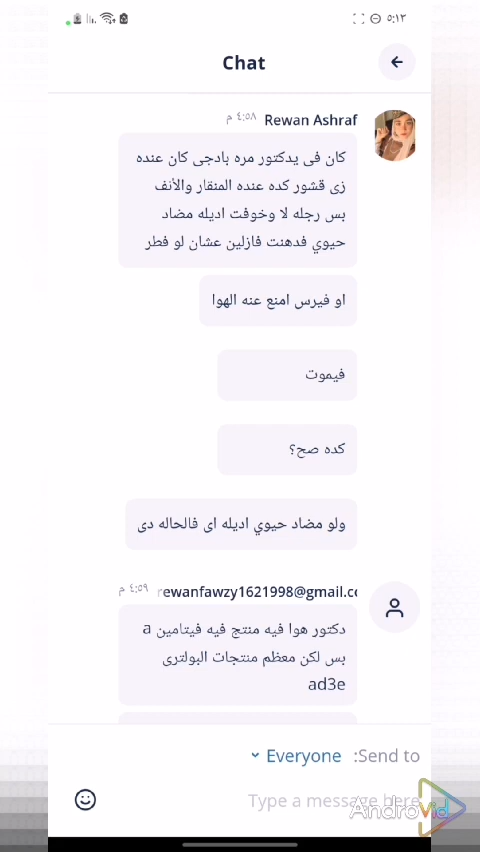 ٥:١٣
Chat
Rewan Ashraf ٤:٥٨ م
كان فى يدكتور مره بادجى كان عنده
زى قشور كده عنده المنقار والأنف
بس رجله لا وخوفت اديله مضاد
حيوي فدهنت فازلين عشان لو فطر
او فيرس امنع عنه الهوا
فيموت
كده صح؟
ولو مضاد حيوي اديله اى فالحاله دى
rewanfawzy1621998@gmail.cc ٤:٥٩ م
دكتور هوا فيه منتج فيه فيتامين a
بس لكن معظم منتجات البولترى
ad3e
Send to: Everyone
Type a message here
Androvid